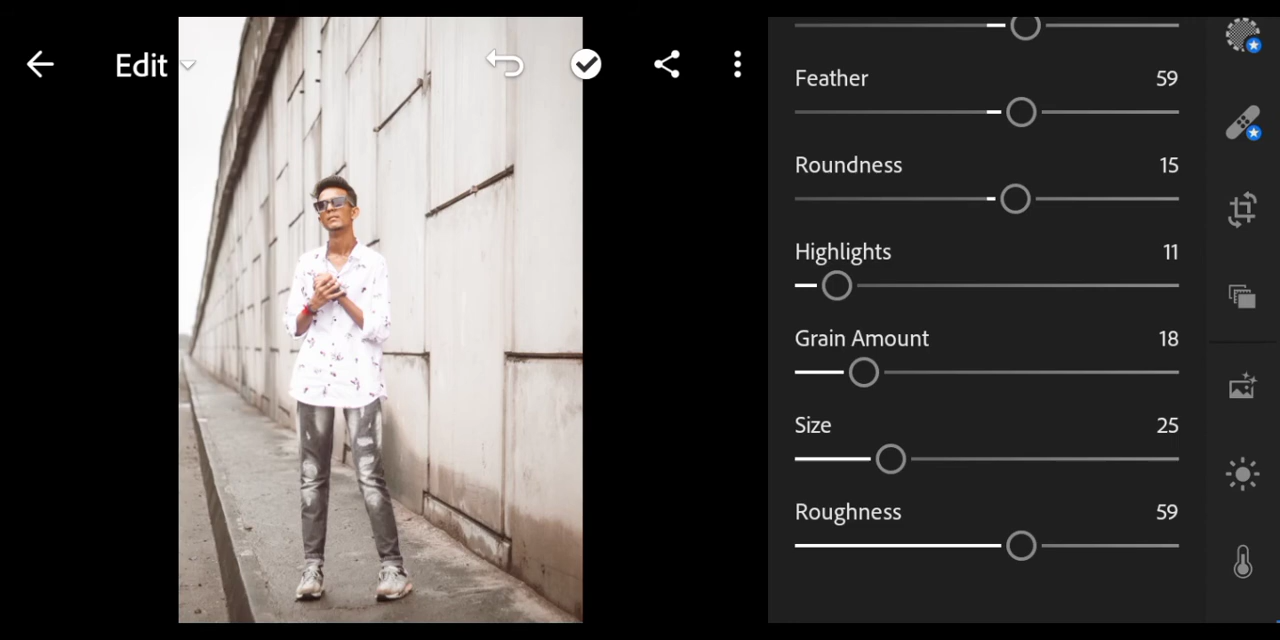 Edit
Feather 59
Roundness 15
Highlights 11
Grain Amount 18
Size 25
Roughness 59